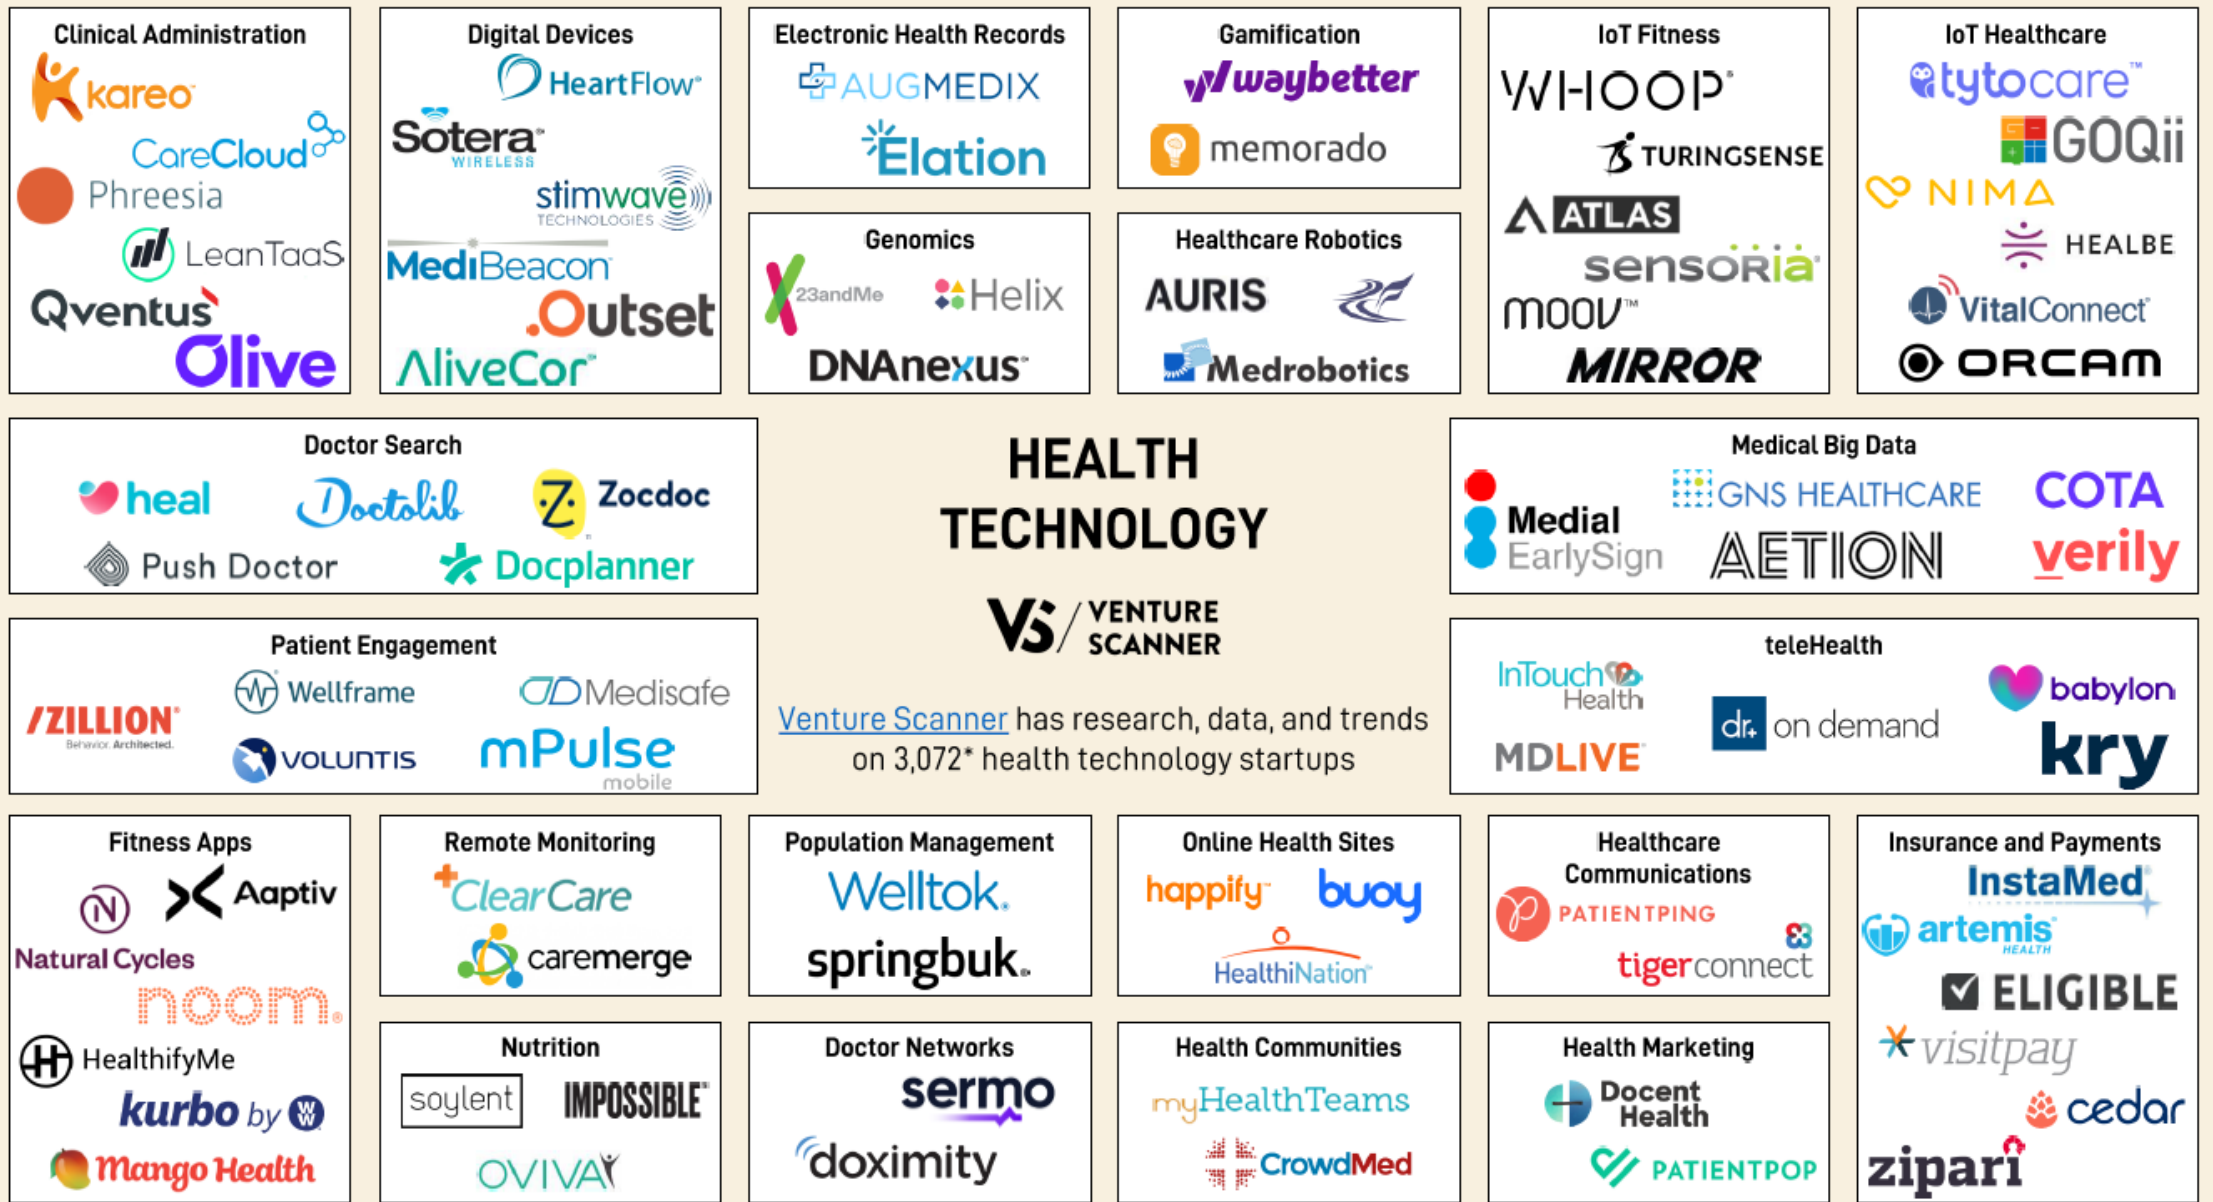 Clinical Administration
kareo
CareCloud
Phreesia
LeanTaaS
Qventus
Olive
Digital Devices
HeartFlow
Sotera
WIRELESS
stimwave
TECHNOLOGIES
MediBeacon
Outset
AliveCor
Electronic Health Records
AUGMEDIX
Elation
Gamification
waybetter
memorado
IoT Fitness
WHOOP
TURINGSENSE
ATLAS
sensoria
moov™
MIRROR
IoT Healthcare
tytocare™
GOQii
NIMA
HEALBE
VitalConnect
ORCAM
Genomics
23andMe
Helix
DNAnexus
Healthcare Robotics
AURIS
Medrobotics
Doctor Search
heal
Doctolib
Zocdoc
Push Doctor
Docplanner
HEALTH
TECHNOLOGY
VS/VENTURE
SCANNER
Venture Scanner has research, data, and trends
on 3,072* health technology startups
Medical Big Data
Medial
EarlySign
GNS HEALTHCARE
COTA
AETION
verily
Patient Engagement
/ZILLION®
Behavior. Architected.
Wellframe
Medisafe
VOLUNTIS
mPulse
mobile
teleHealth
InTouch
Health
dr+ on demand
babylon
MDLIVE
kry
Fitness Apps
N
Aaptiv
Natural Cycles
noom®
H HealthifyMe
kurbo by WW
Mango Health
Remote Monitoring
ClearCare
caremerge
Population Management
Welltok
springbuk
Online Health Sites
happify
buoy
HealthiNation
Healthcare
Communications
PATIENTPING
tigerconnect
Insurance and Payments
InstaMed
artemis
HEALTH
ELIGIBLE
visitpay
cedar
zipari
Nutrition
soylent
IMPOSSIBLE
OVIVA
Doctor Networks
sermo
doximity
Health Communities
myHealthTeams
CrowdMed
Health Marketing
Docent
Health
PATIENTPOP